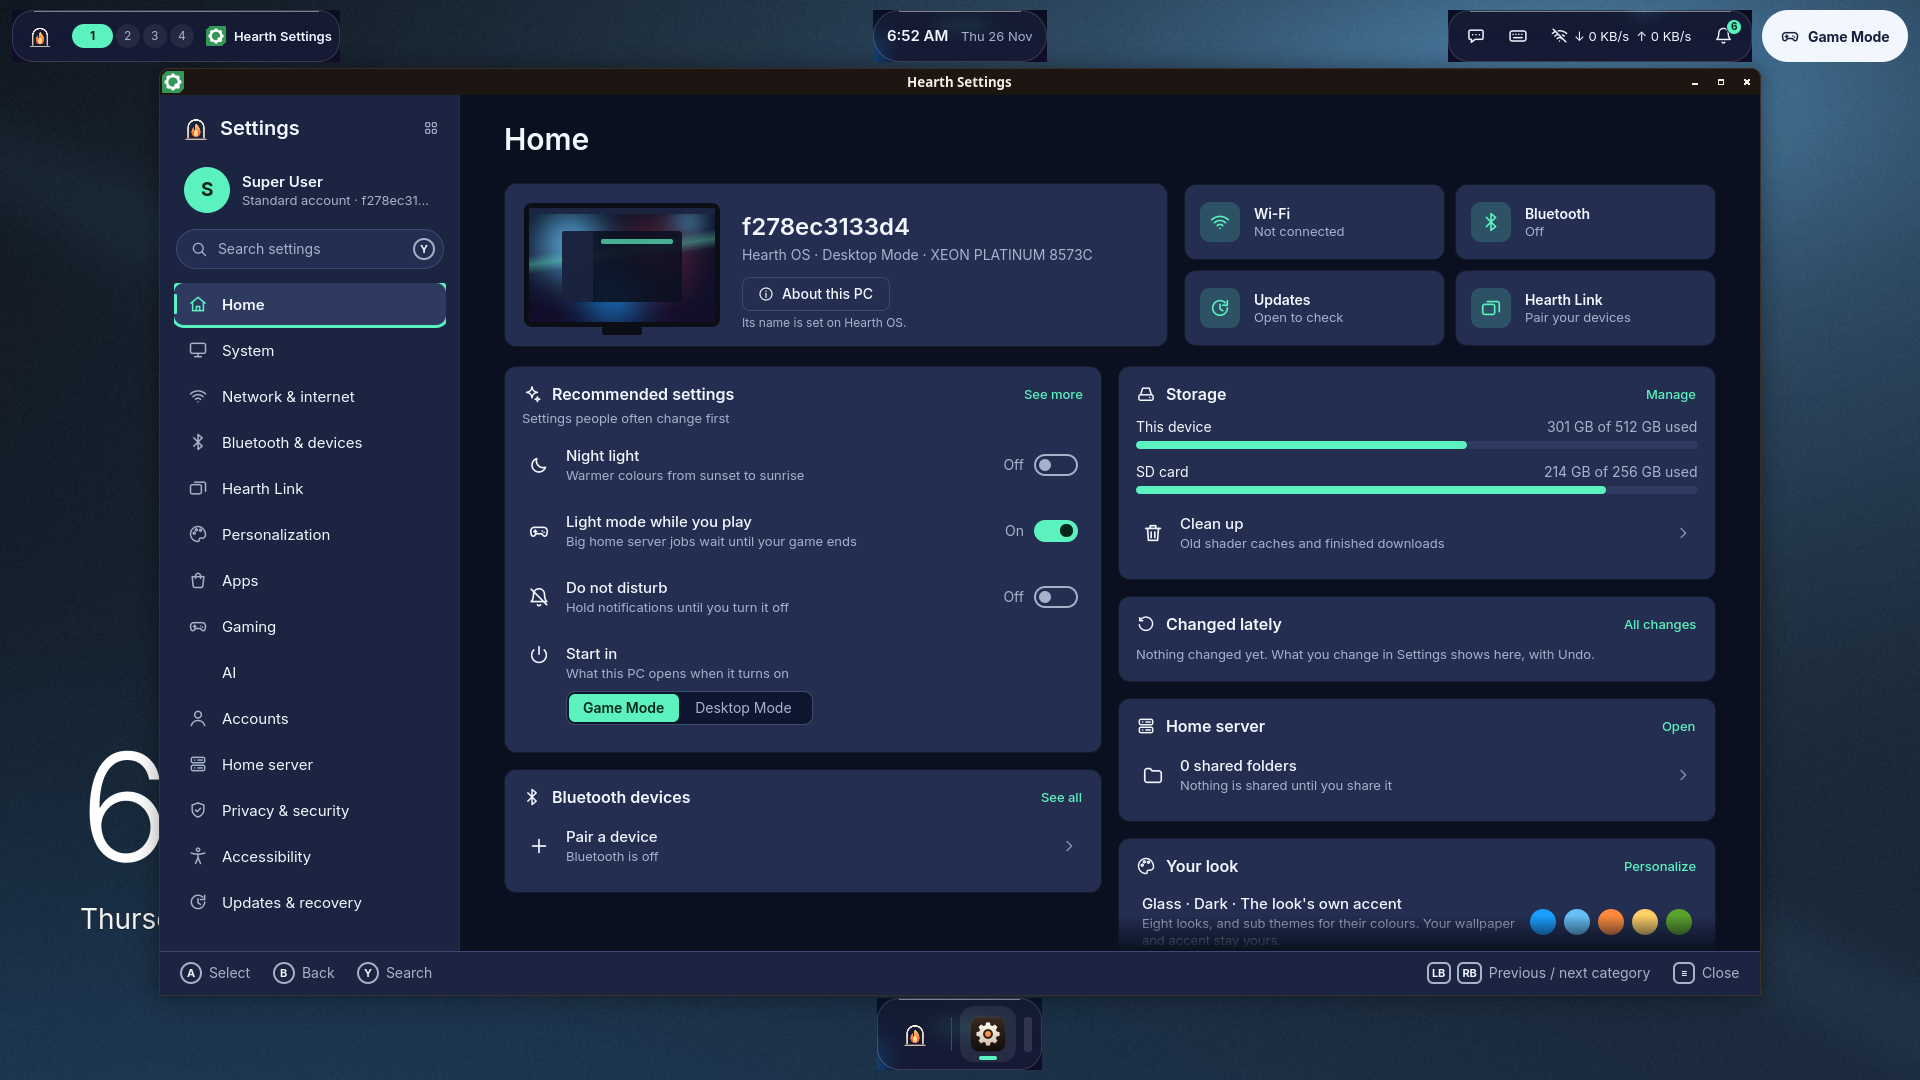 1 2 3 4 Hearth Settings
6:52 AM Thu 26 Nov
↓ 0 KB/s ↑ 0 KB/s 6
Game Mode
Hearth Settings
Settings
S
Super User
Standard account · f278ec31...
Search settings Y
Home
System
Network & internet
Bluetooth & devices
Hearth Link
Personalization
Apps
Gaming
AI
Accounts
Home server
Privacy & security
Accessibility
Updates & recovery
Home
f278ec3133d4
Hearth OS · Desktop Mode · XEON PLATINUM 8573C
About this PC
Its name is set on Hearth OS.
Wi-Fi
Not connected
Bluetooth
Off
Updates
Open to check
Hearth Link
Pair your devices
Recommended settings See more
Settings people often change first
Night light
Warmer colours from sunset to sunrise
Off
Light mode while you play
Big home server jobs wait until your game ends
On
Do not disturb
Hold notifications until you turn it off
Off
Start in
What this PC opens when it turns on
Game Mode Desktop Mode
Bluetooth devices See all
Pair a device
Bluetooth is off
Storage Manage
This device 301 GB of 512 GB used
SD card 214 GB of 256 GB used
Clean up
Old shader caches and finished downloads
Changed lately All changes
Nothing changed yet. What you change in Settings shows here, with Undo.
Home server Open
0 shared folders
Nothing is shared until you share it
Your look Personalize
Glass · Dark · The look's own accent
Eight looks, and sub themes for their colours. Your wallpaper
and accent stay yours.
6
Thurs
A Select B Back Y Search
LB RB Previous / next category ≡ Close